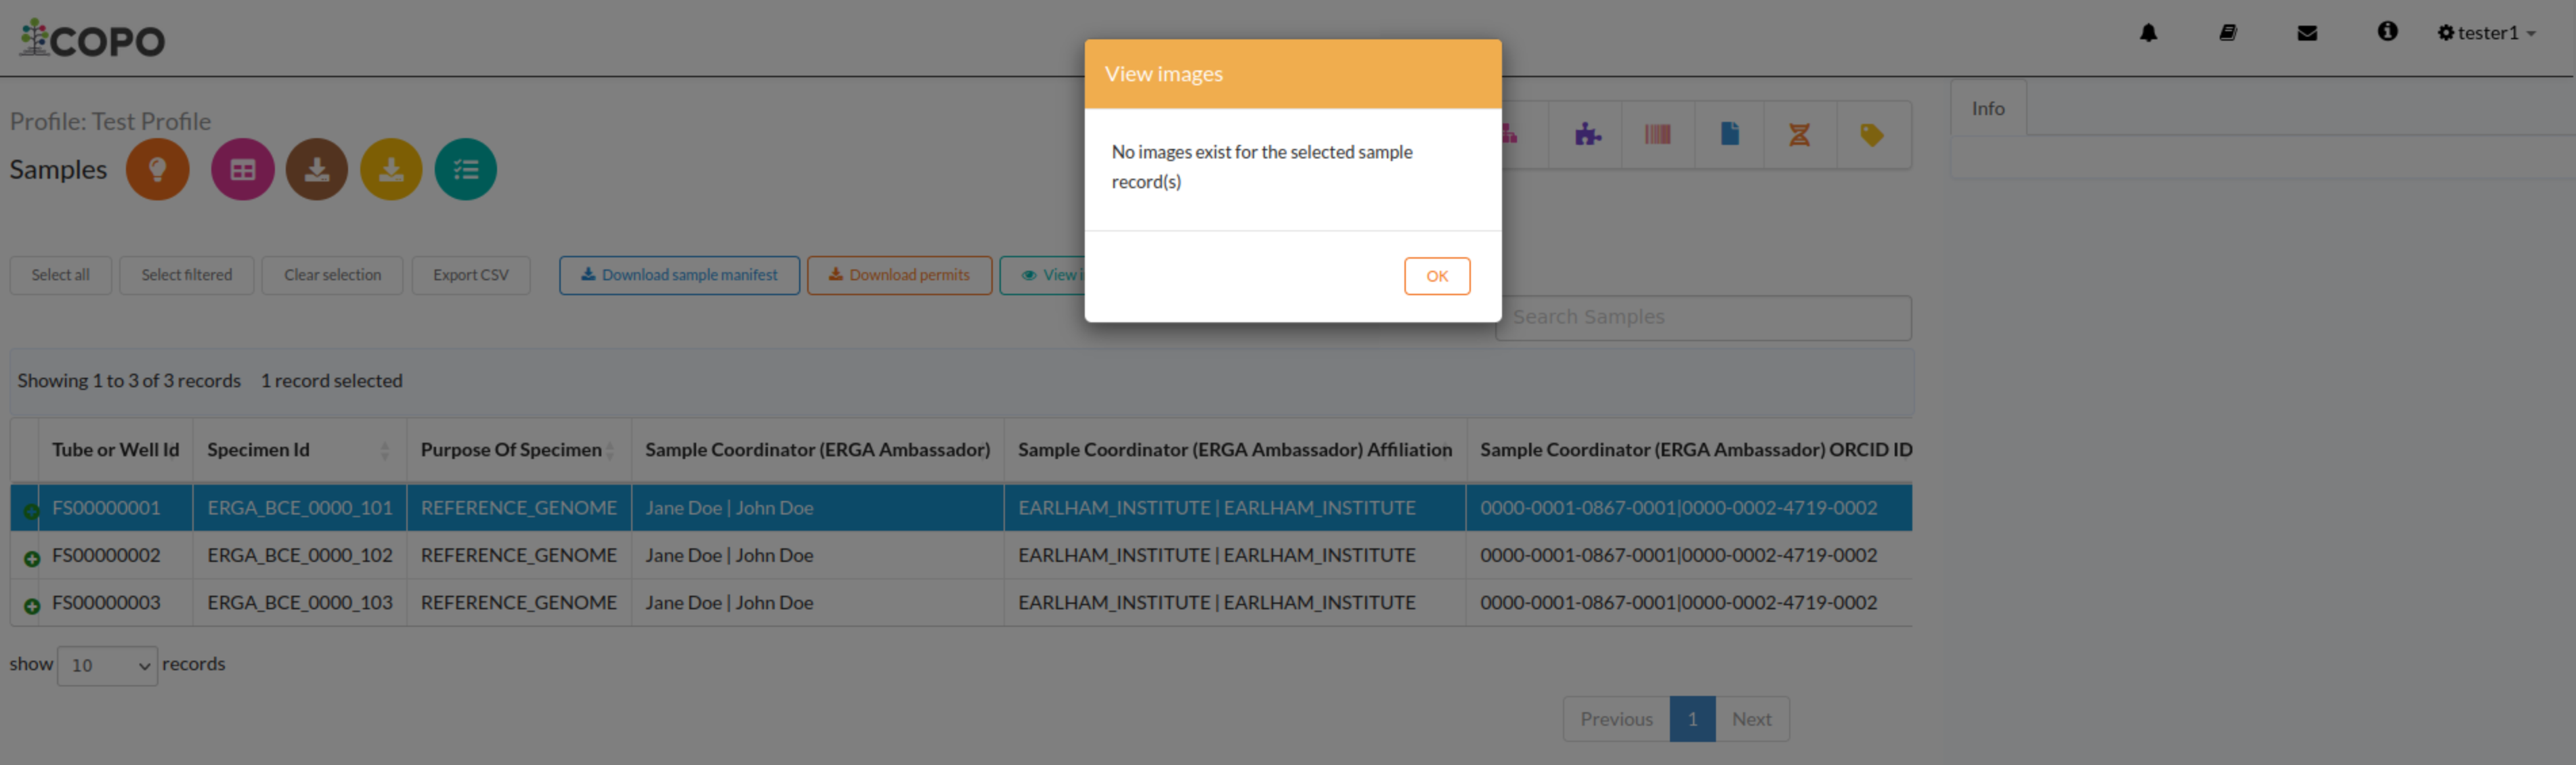 COPO
tester1
View images
Profile: Test Profile
Info
No images exist for the selected sample
record(s)
Samples
Select all
Select filtered
Clear selection
Export CSV
Download sample manifest
Download permits
View
OK
Search Samples
Showing 1 to 3 of 3 records 1 record selected
Tube or Well Id Specimen Id Purpose Of Specimen Sample Coordinator (ERGA Ambassador) Sample Coordinator (ERGA Ambassador) Affiliation Sample Coordinator (ERGA Ambassador) ORCID ID
FS00000001 ERGA_BCE_0000_101 REFERENCE_GENOME Jane Doe | John Doe EARLHAM_INSTITUTE | EARLHAM_INSTITUTE 0000-0001-0867-0001|0000-0002-4719-0002
FS00000002 ERGA_BCE_0000_102 REFERENCE_GENOME Jane Doe | John Doe EARLHAM_INSTITUTE | EARLHAM_INSTITUTE 0000-0001-0867-0001|0000-0002-4719-0002
FS00000003 ERGA_BCE_0000_103 REFERENCE_GENOME Jane Doe | John Doe EARLHAM_INSTITUTE | EARLHAM_INSTITUTE 0000-0001-0867-0001|0000-0002-4719-0002
show 10 records
Previous 1 Next